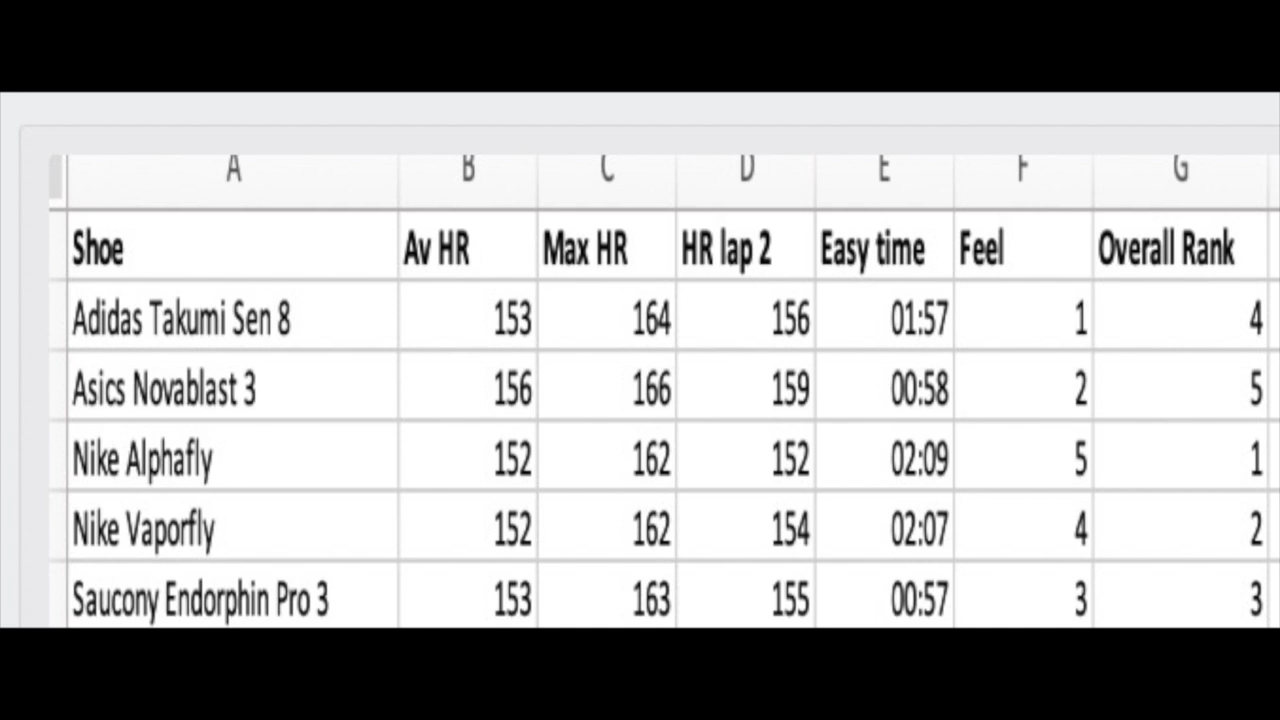 A B C D E F G
Shoe Av HR Max HR HR lap 2 Easy time Feel Overall Rank
Adidas Takumi Sen 8 153 164 156 01:57 1 4
Asics Novablast 3 156 166 159 00:58 2 5
Nike Alphafly 152 162 152 02:09 5 1
Nike Vaporfly 152 162 154 02:07 4 2
Saucony Endorphin Pro 3 153 163 155 00:57 3 3